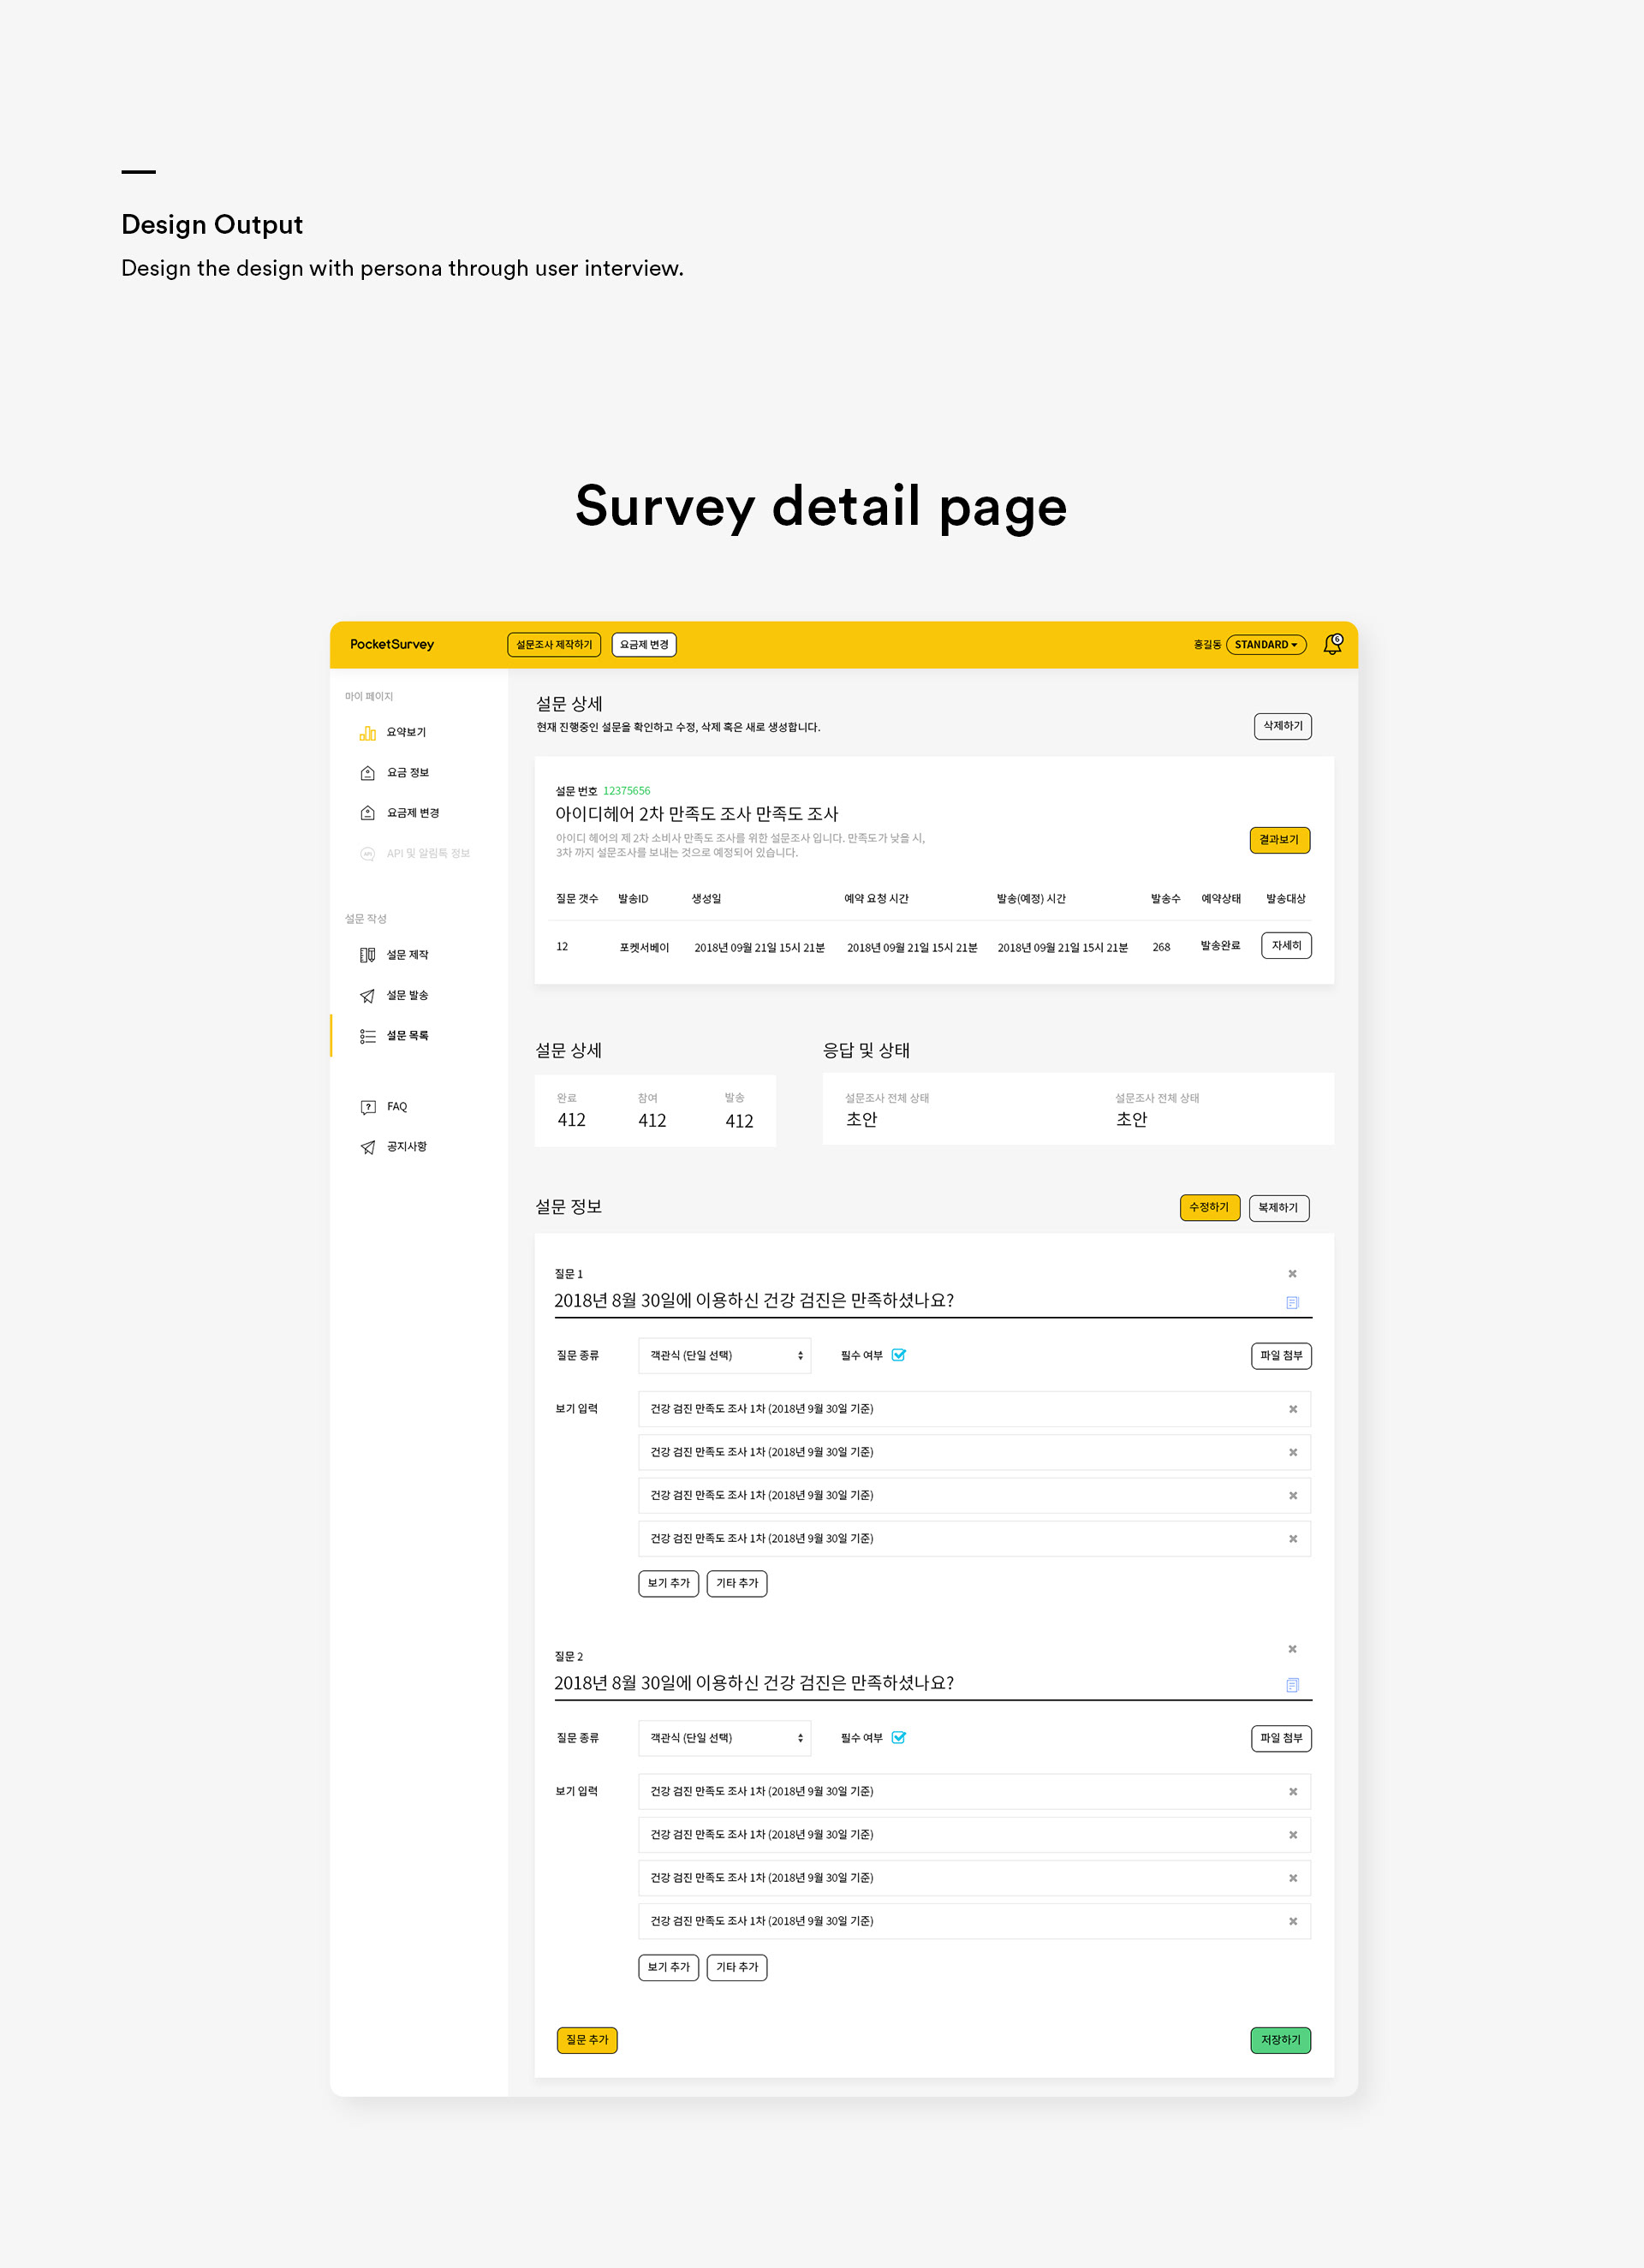 Design Output
Design the design with persona through user interview.
Survey detail page
PocketSurvey
설문조사 제작하기
요금제 변경
홍길동
STANDARD
6
마이 페이지
요약보기
요금 정보
요금제 변경
API
API 및 알림톡 정보
설문 작성
설문 제작
설문 발송
설문 목록
?
FAQ
공지사항
설문 상세
현재 진행중인 설문을 확인하고 수정, 삭제 혹은 새로 생성합니다.
삭제하기
설문 번호 12375656
아이디헤어 2차 만족도 조사 만족도 조사
아이디 헤어의 제 2차 소비사 만족도 조사를 위한 설문조사 입니다. 만족도가 낮을 시,
3차 까지 설문조사를 보내는 것으로 예정되어 있습니다.
결과보기
질문 갯수 발송ID 생성일 예약 요청 시간 발송(예정) 시간 발송수 예약상태 발송대상
12 포켓서베이 2018년 09월 21일 15시 21분 2018년 09월 21일 15시 21분 2018년 09월 21일 15시 21분 268 발송완료 자세히
설문 상세
완료 참여 발송
412 412 412
응답 및 상태
설문조사 전체 상태 설문조사 전체 상태
초안 초안
설문 정보
수정하기
복제하기
질문 1
2018년 8월 30일에 이용하신 건강 검진은 만족하셨나요?
질문 종류 객관식 (단일 선택) 필수 여부 파일 첨부
보기 입력 건강 검진 만족도 조사 1차 (2018년 9월 30일 기준)
건강 검진 만족도 조사 1차 (2018년 9월 30일 기준)
건강 검진 만족도 조사 1차 (2018년 9월 30일 기준)
건강 검진 만족도 조사 1차 (2018년 9월 30일 기준)
보기 추가 기타 추가
질문 2
2018년 8월 30일에 이용하신 건강 검진은 만족하셨나요?
질문 종류 객관식 (단일 선택) 필수 여부 파일 첨부
보기 입력 건강 검진 만족도 조사 1차 (2018년 9월 30일 기준)
건강 검진 만족도 조사 1차 (2018년 9월 30일 기준)
건강 검진 만족도 조사 1차 (2018년 9월 30일 기준)
건강 검진 만족도 조사 1차 (2018년 9월 30일 기준)
보기 추가 기타 추가
질문 추가
저장하기